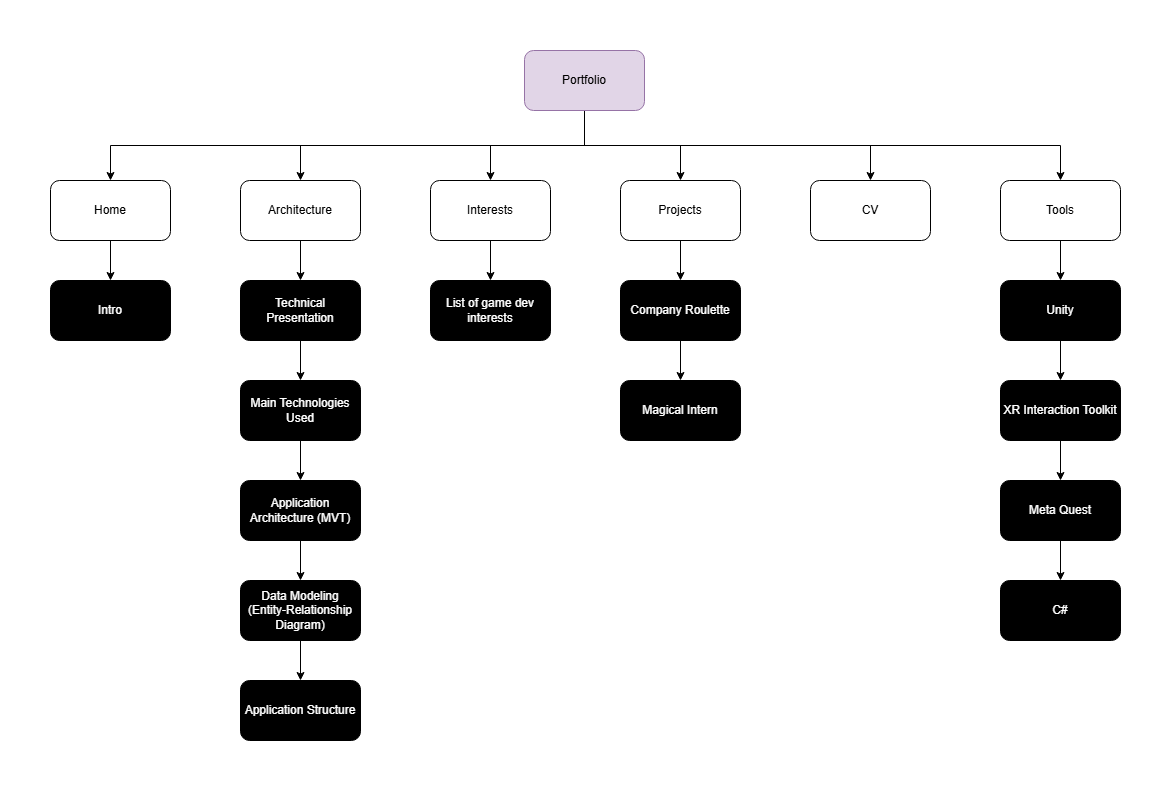 Portfolio
Home
Architecture
Interests
Projects
CV
Tools
Intro
Technical
Presentation
List of game dev
interests
Company Roulette
Unity
Main Technologies
Used
Magical Intern
XR Interaction Toolkit
Application
Architecture (MVT)
Meta Quest
Data Modeling
(Entity-Relationship
Diagram)
C#
Application Structure